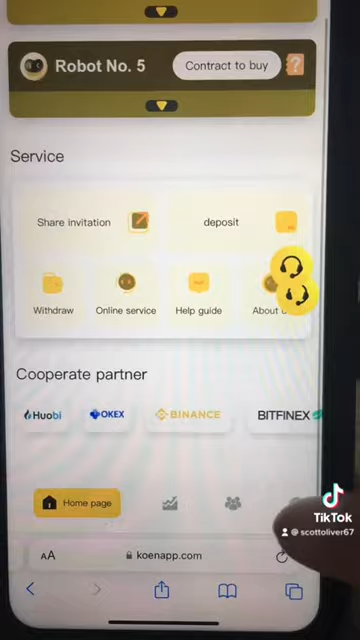 Robot No. 5
Contract to buy
Service
Share invitation
deposit
Withdraw
Online service
Help guide
About
Cooperate partner
Huobi
OKEX
BINANCE
BITFINEX
Home page
TikTok
@ scottoliver67
AA
koenapp.com